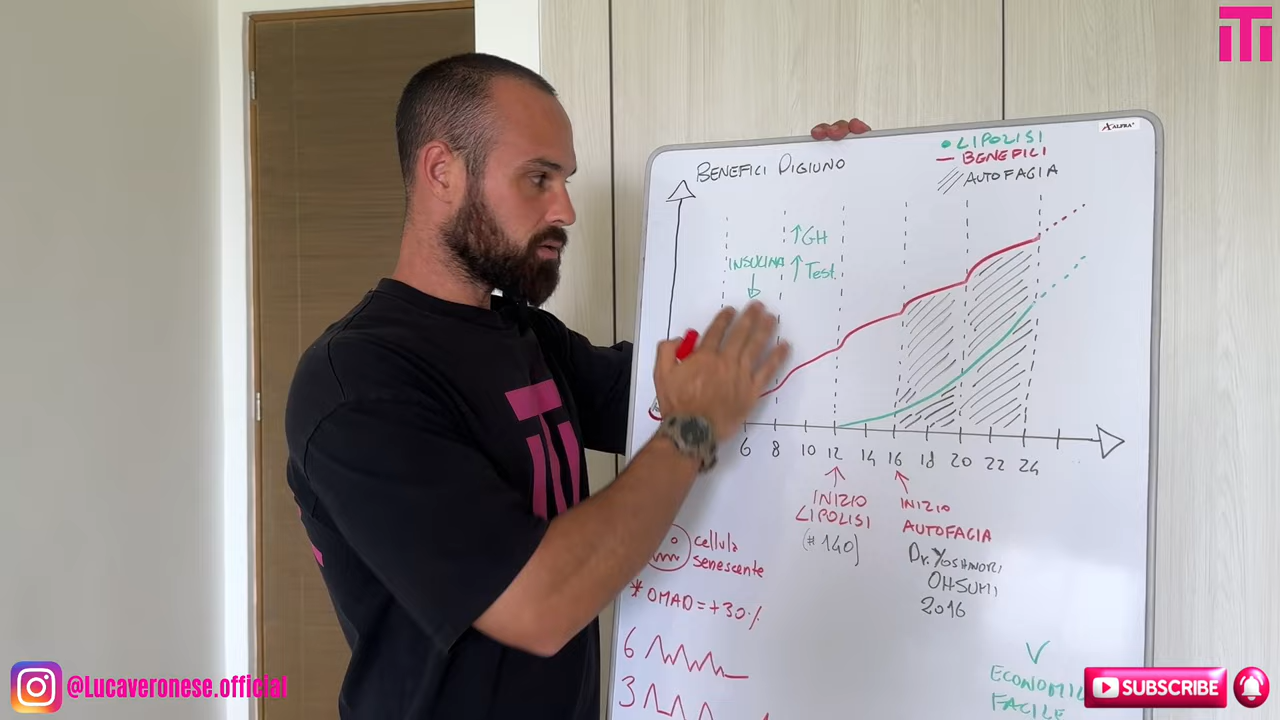 BENEFICI DIGIUNO
LIPOLISI
BENEFICI
AUTOFAGIA
ALFRA
INSULINA
↑GH
↑Test.
6 8 10 12 14 16 18 20 22 24
INIZIO
LIPOLISI
(#140)
INIZIO
AUTOFAGIA
Dr. YOSHINORI
OHSUMI
2016
cellula
senescente
* OMAD = +30%
6
3
V
ECONOMI
FACILE
@Lucaveronese.official
SUBSCRIBE